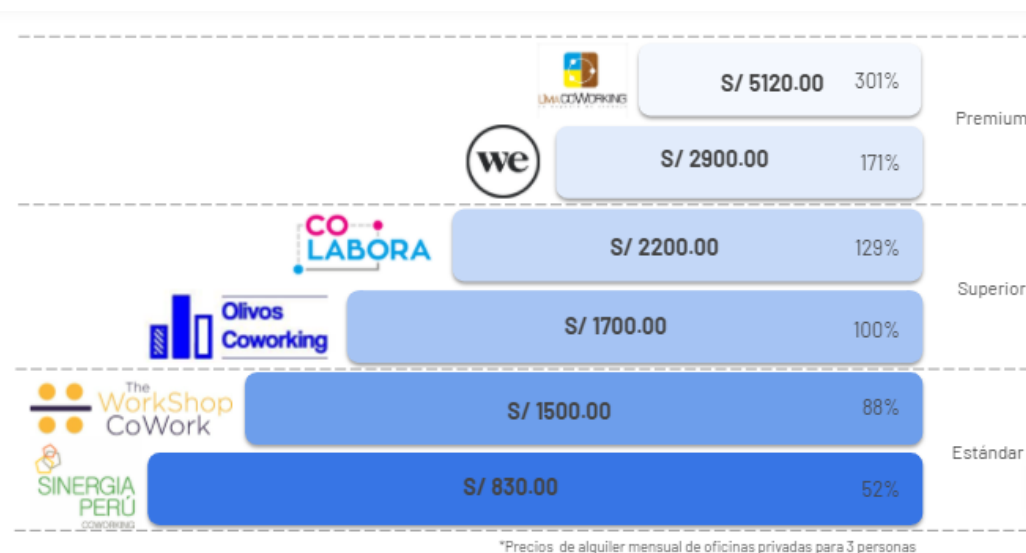 LIMA COWORKING
S/ 5120.00 301%
Premium
we
S/ 2900.00 171%
CO
LABORA
S/ 2200.00 129%
Superior
Olivos
Coworking
S/ 1700.00 100%
The
WorkShop
CoWork
S/ 1500.00 88%
Estándar
SINERGIA
PERÚ
COWORKING
S/ 830.00 52%
*Precios de alquiler mensual de oficinas privadas para 3 personas